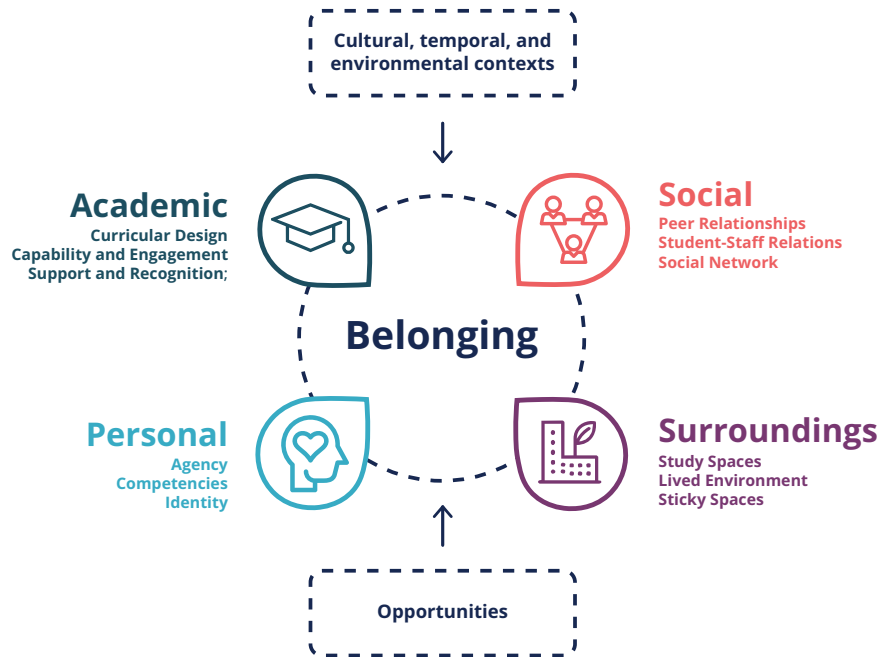 Cultural, temporal, and
environmental contexts
Academic
Curricular Design
Capability and Engagement
Support and Recognition;
Social
Peer Relationships
Student-Staff Relations
Social Network
Belonging
Personal
Agency
Competencies
Identity
Surroundings
Study Spaces
Lived Environment
Sticky Spaces
Opportunities